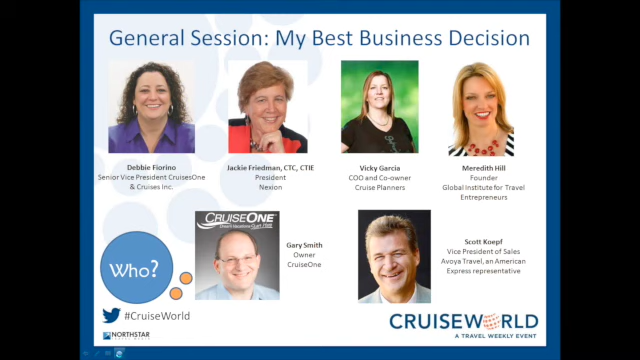 General Session: My Best Business Decision
Debbie Fiorino
Senior Vice President CruisesOne
& Cruises Inc.
Jackie Friedman, CTC, CTIE
President
Nexion
Vicky Garcia
COO and Co-owner
Cruise Planners
Meredith Hill
Founder
Global Institute for Travel
Entrepreneurs
CRUISEONE
Gary Smith
Owner
CruiseOne
Scott Koepf
Vice President of Sales
Avoya Travel, an American
Express representative
Who?
#CruiseWorld
NORTHSTAR
CRUISEWORLD
A TRAVEL WEEKLY EVENT